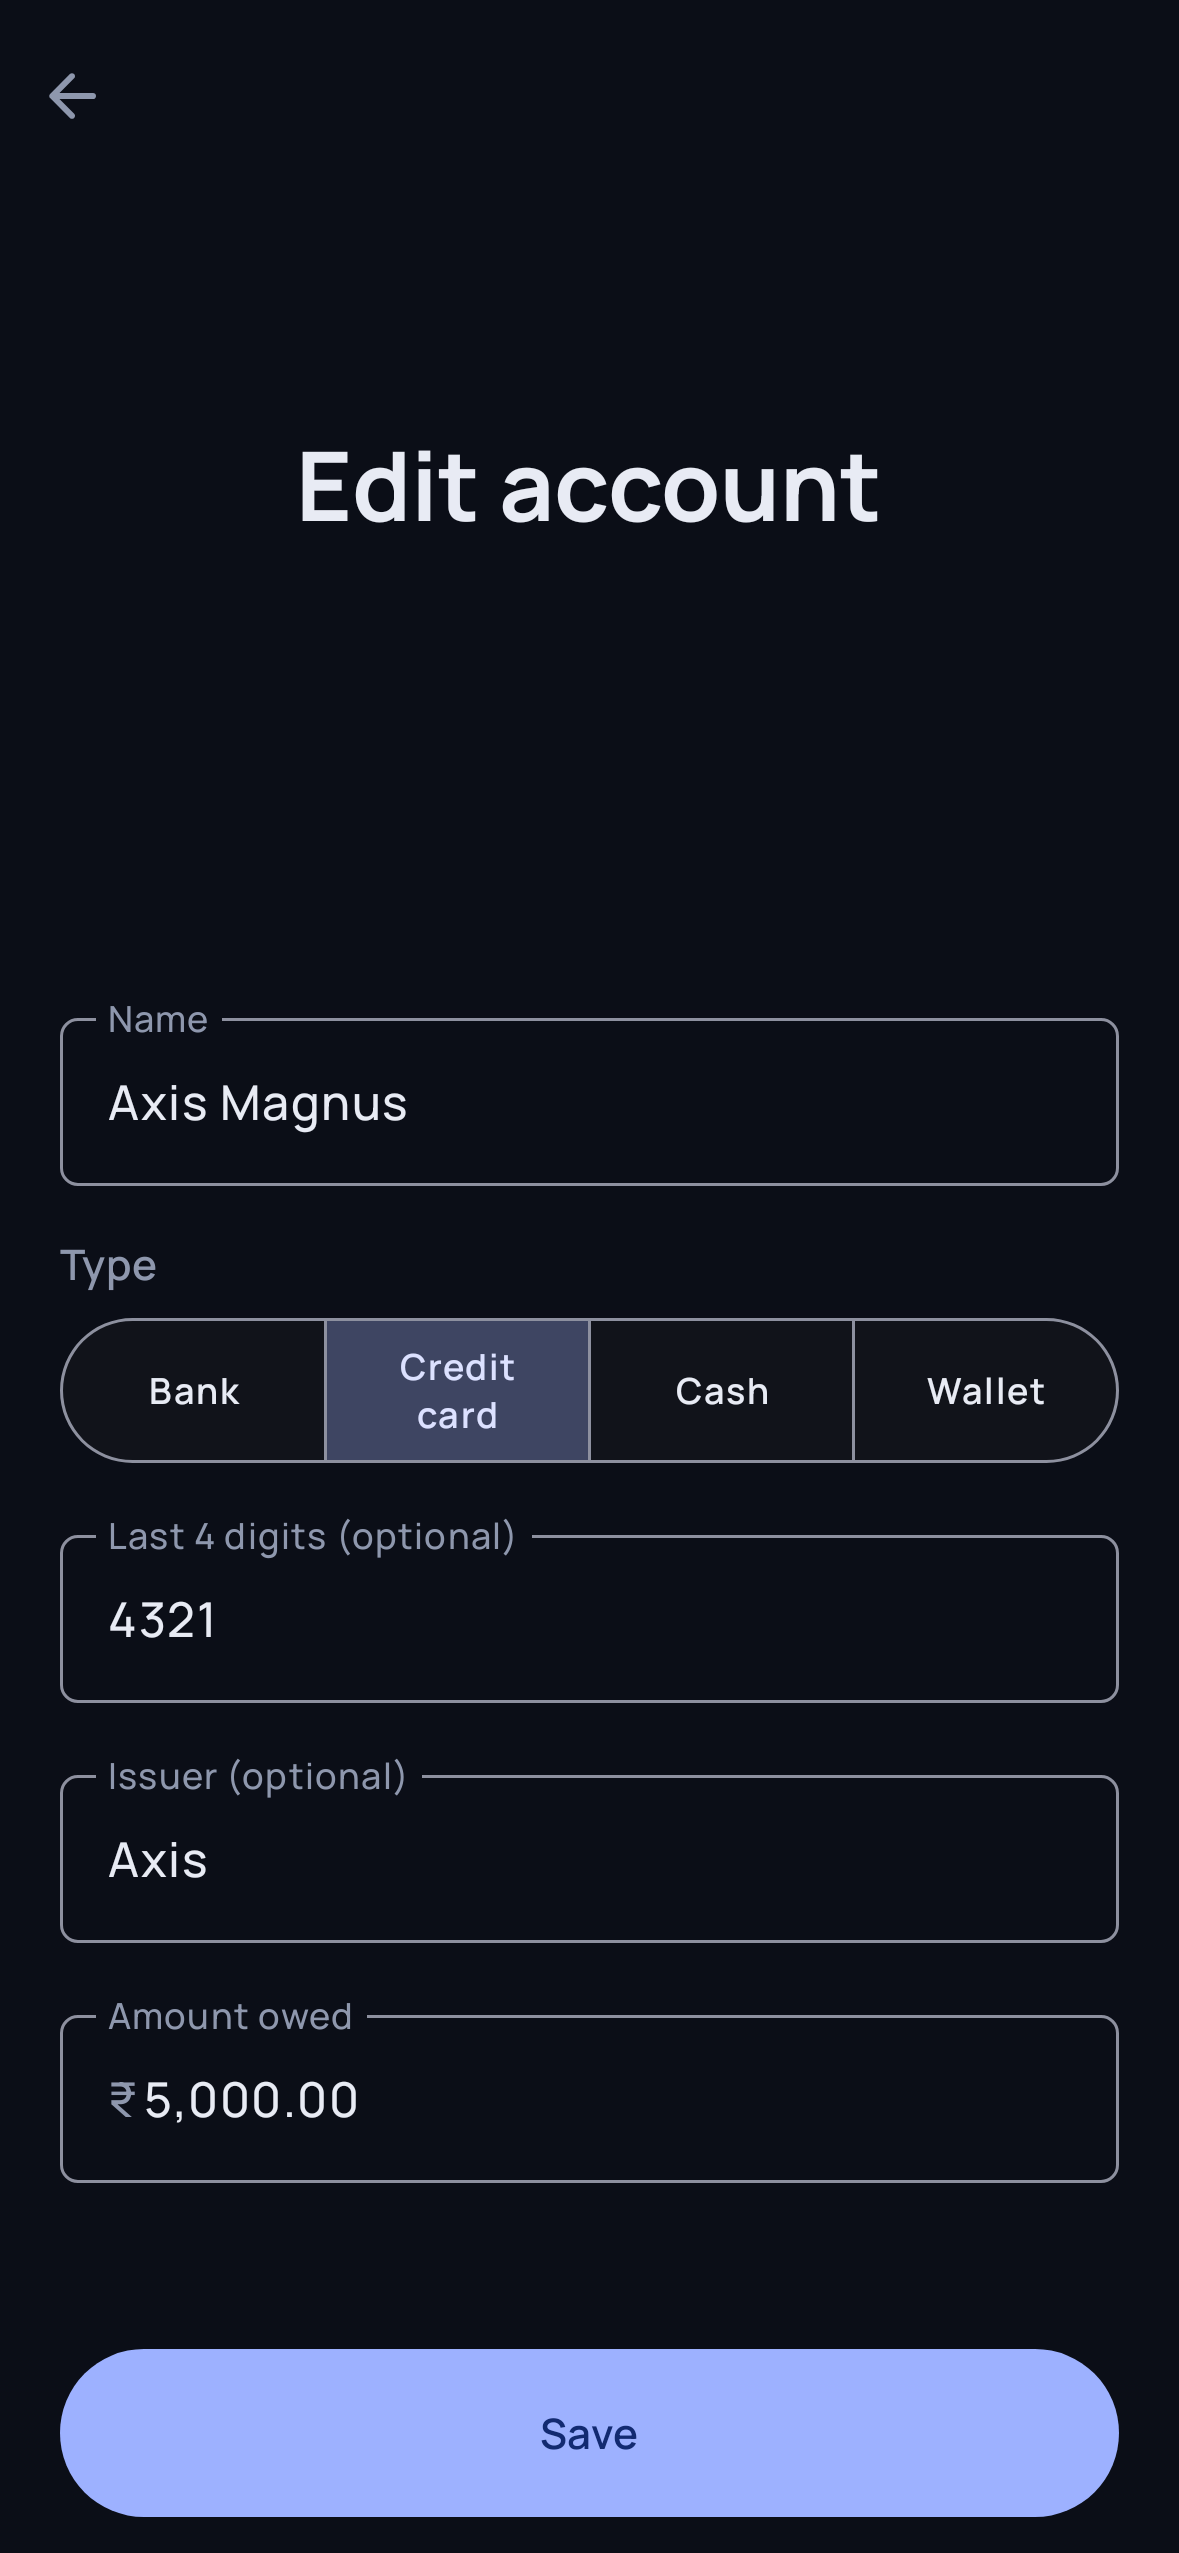 Edit account
Name
Axis Magnus
Type
Bank
Credit
card
Cash
Wallet
Last 4 digits (optional)
4321
Issuer (optional)
Axis
Amount owed
₹5,000.00
Save